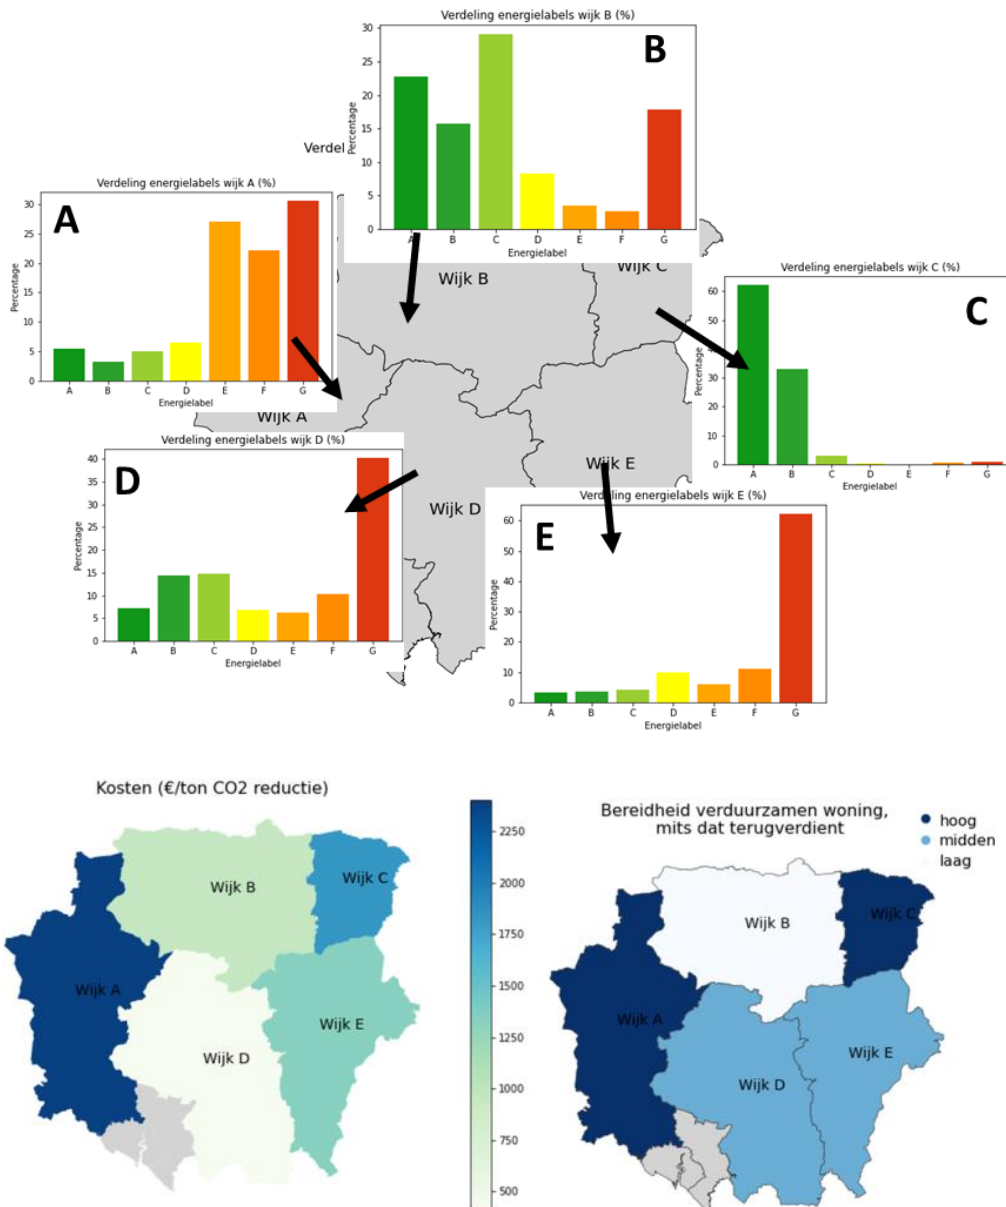 Verdeling energielabels wijk B (%)
B
Percentage
30
25
20
15
10
5
0
A B C D E F G
Energielabel
Verdel
Verdeling energielabels wijk A (%)
A
Percentage
30
25
20
15
10
5
0
A B C D E F G
Energielabel
Wijk B
Wijk C
Wijk A
Wijk E
Wijk D
Verdeling energielabels wijk C (%)
C
Percentage
60
50
40
30
20
10
0
A B C D E F G
Energielabel
Verdeling energielabels wijk D (%)
D
Percentage
40
35
30
25
20
15
10
5
0
A B C D E F G
Energielabel
Verdeling energielabels wijk E (%)
E
Percentage
60
50
40
30
20
10
0
A B C D E F G
Energielabel
Kosten (€/ton CO2 reductie)
Wijk B
Wijk C
Wijk A
Wijk E
Wijk D
2250
2000
1750
1500
1250
1000
750
500
Bereidheid verduurzamen woning,
mits dat terugverdient
hoog
midden
laag
Wijk C
Wijk B
Wijk A
Wijk E
Wijk D